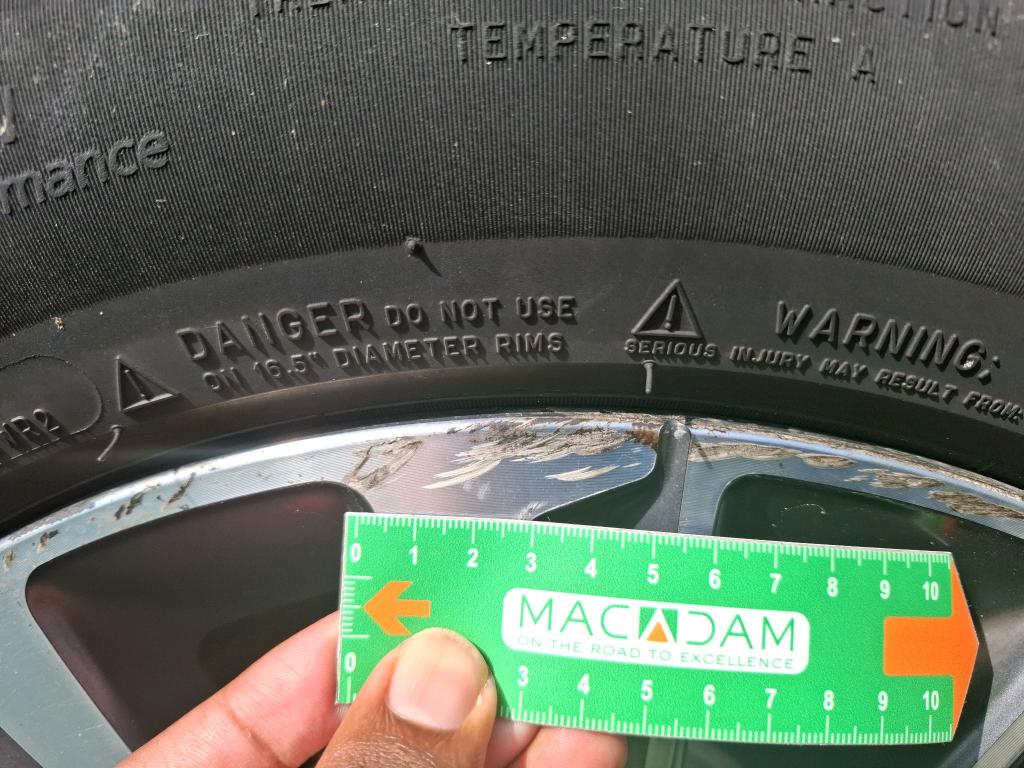 TEMPERATURE A
mance
DANGER DO NOT USE
ON 16.5" DIAMETER RIMS
WARNING:
SERIOUS INJURY MAY RESULT FROM:
0 1 2 3 4 5 6 7 8 9 10
MACADAM
ON THE ROAD TO EXCELLENCE
0 3 4 5 6 7 8 9 10